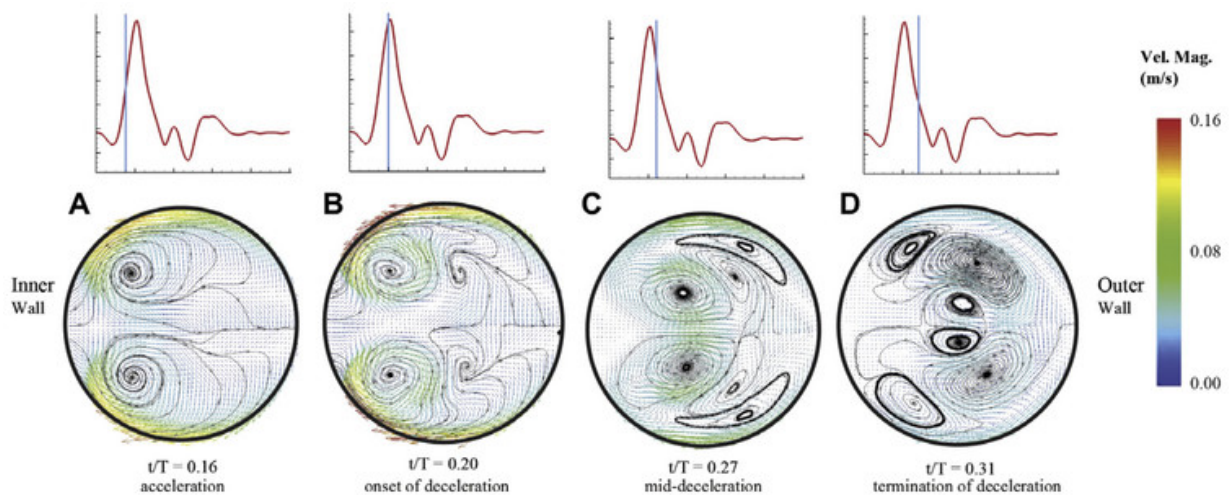 Vel. Mag.
(m/s)
0.16
0.08
0.00
A
B
C
D
Inner
Wall
Outer
Wall
t/T = 0.16
acceleration
t/T = 0.20
onset of deceleration
t/T = 0.27
mid-deceleration
t/T = 0.31
termination of deceleration